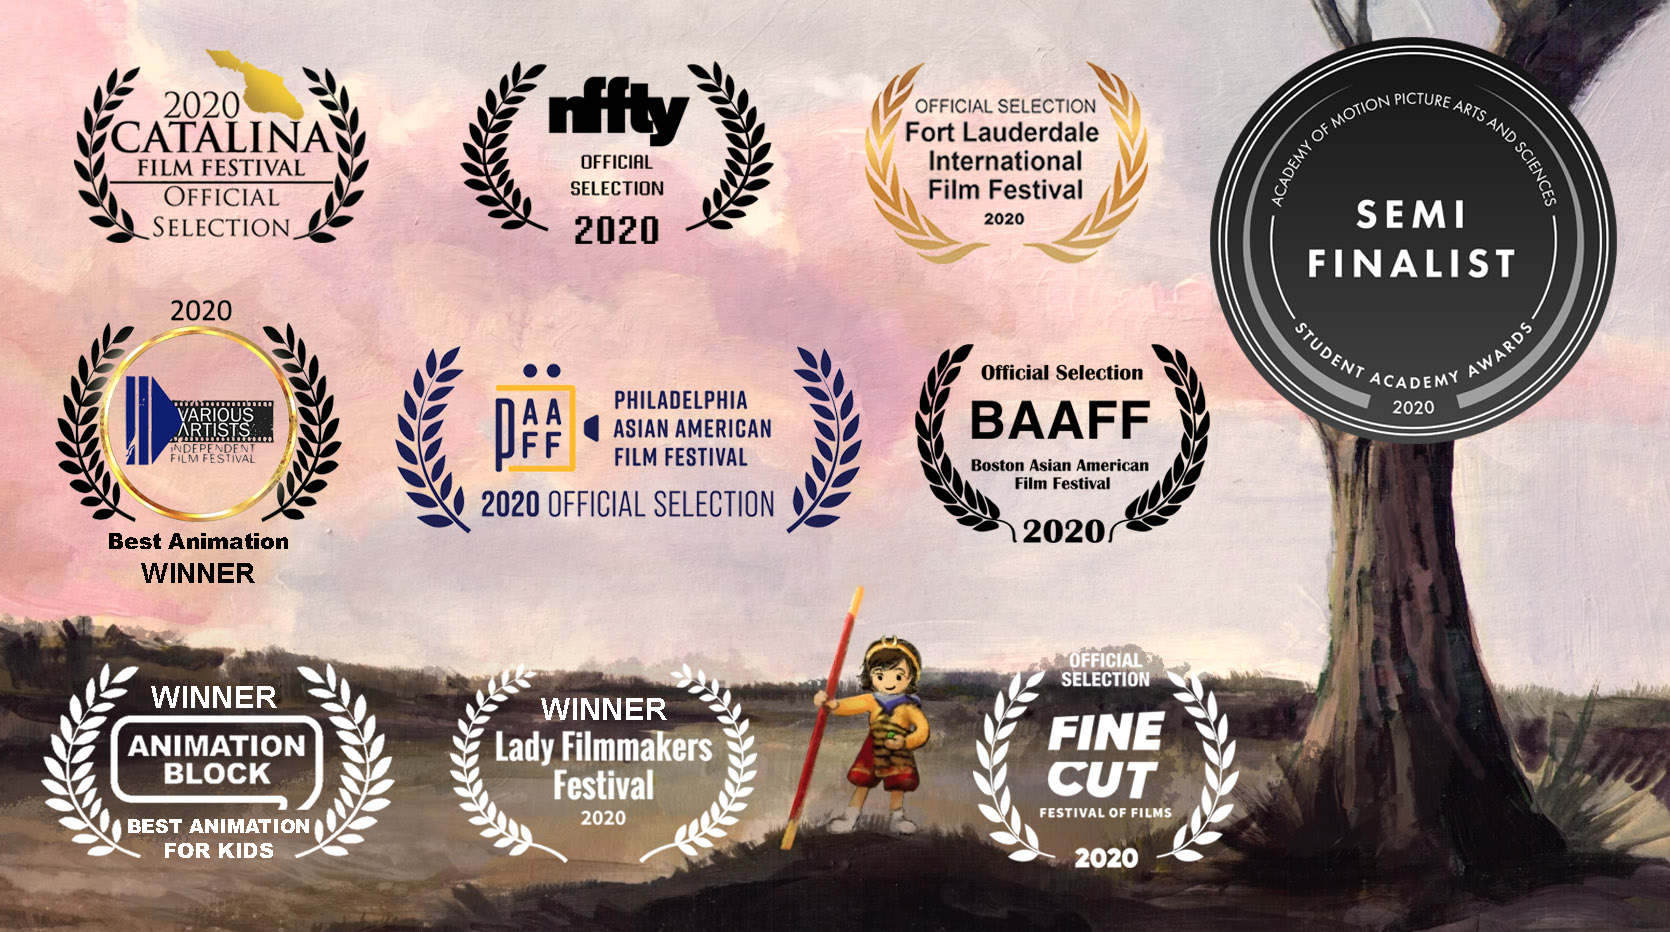 2020
CATALINA
FILM FESTIVAL
OFFICIAL
SELECTION
nffty
OFFICIAL
SELECTION
2020
OFFICIAL SELECTION
Fort Lauderdale
International
Film Festival
2020
ACADEMY OF MOTION PICTURE ARTS AND SCIENCES
SEMI
FINALIST
STUDENT ACADEMY AWARDS
2020
2020
VARIOUS
ARTISTS
INDEPENDENT
FILM FESTIVAL
Best Animation
WINNER
PAA
FF
PHILADELPHIA
ASIAN AMERICAN
FILM FESTIVAL
2020 OFFICIAL SELECTION
Official Selection
BAAFF
Boston Asian American
Film Festival
2020
WINNER
ANIMATION
BLOCK
BEST ANIMATION
FOR KIDS
WINNER
Lady Filmmakers
Festival
2020
OFFICIAL
SELECTION
FINE
CUT
FESTIVAL OF FILMS
2020